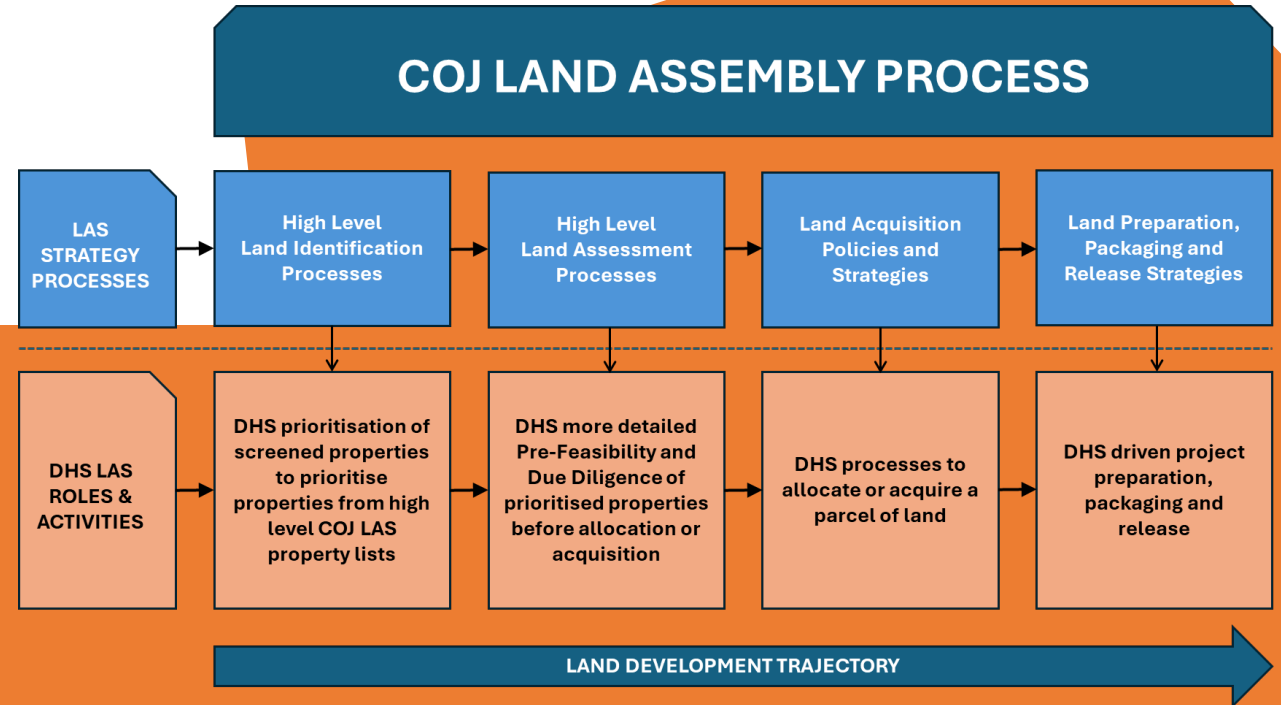 COJ LAND ASSEMBLY PROCESS
LAS
STRATEGY
PROCESSES
High Level
Land Identification
Processes
High Level
Land Assessment
Processes
Land Acquisition
Policies and
Strategies
Land Preparation,
Packaging and
Release Strategies
DHS LAS
ROLES &
ACTIVITIES
DHS prioritisation of
screened properties
to prioritise
properties from high
level COJ LAS
property lists
DHS more detailed
Pre-Feasibility and
Due Diligence of
prioritised properties
before allocation or
acquisition
DHS processes to
allocate or acquire a
parcel of land
DHS driven project
preparation,
packaging and
release
LAND DEVELOPMENT TRAJECTORY